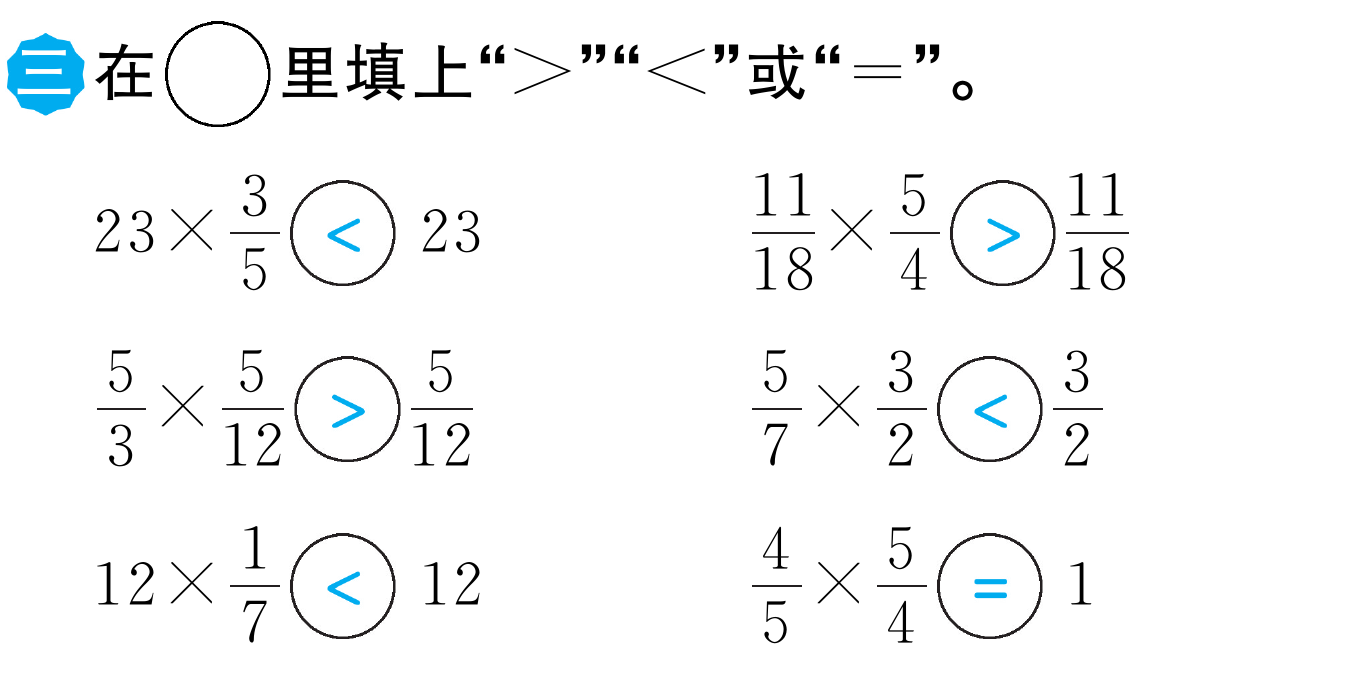 三 在○里填上“>”“<”或“=”。
23×3/5 < 23 11/18×5/4 > 11/18
5/3×5/12 > 5/12 5/7×3/2 < 3/2
12×1/7 < 12 4/5×5/4 = 1